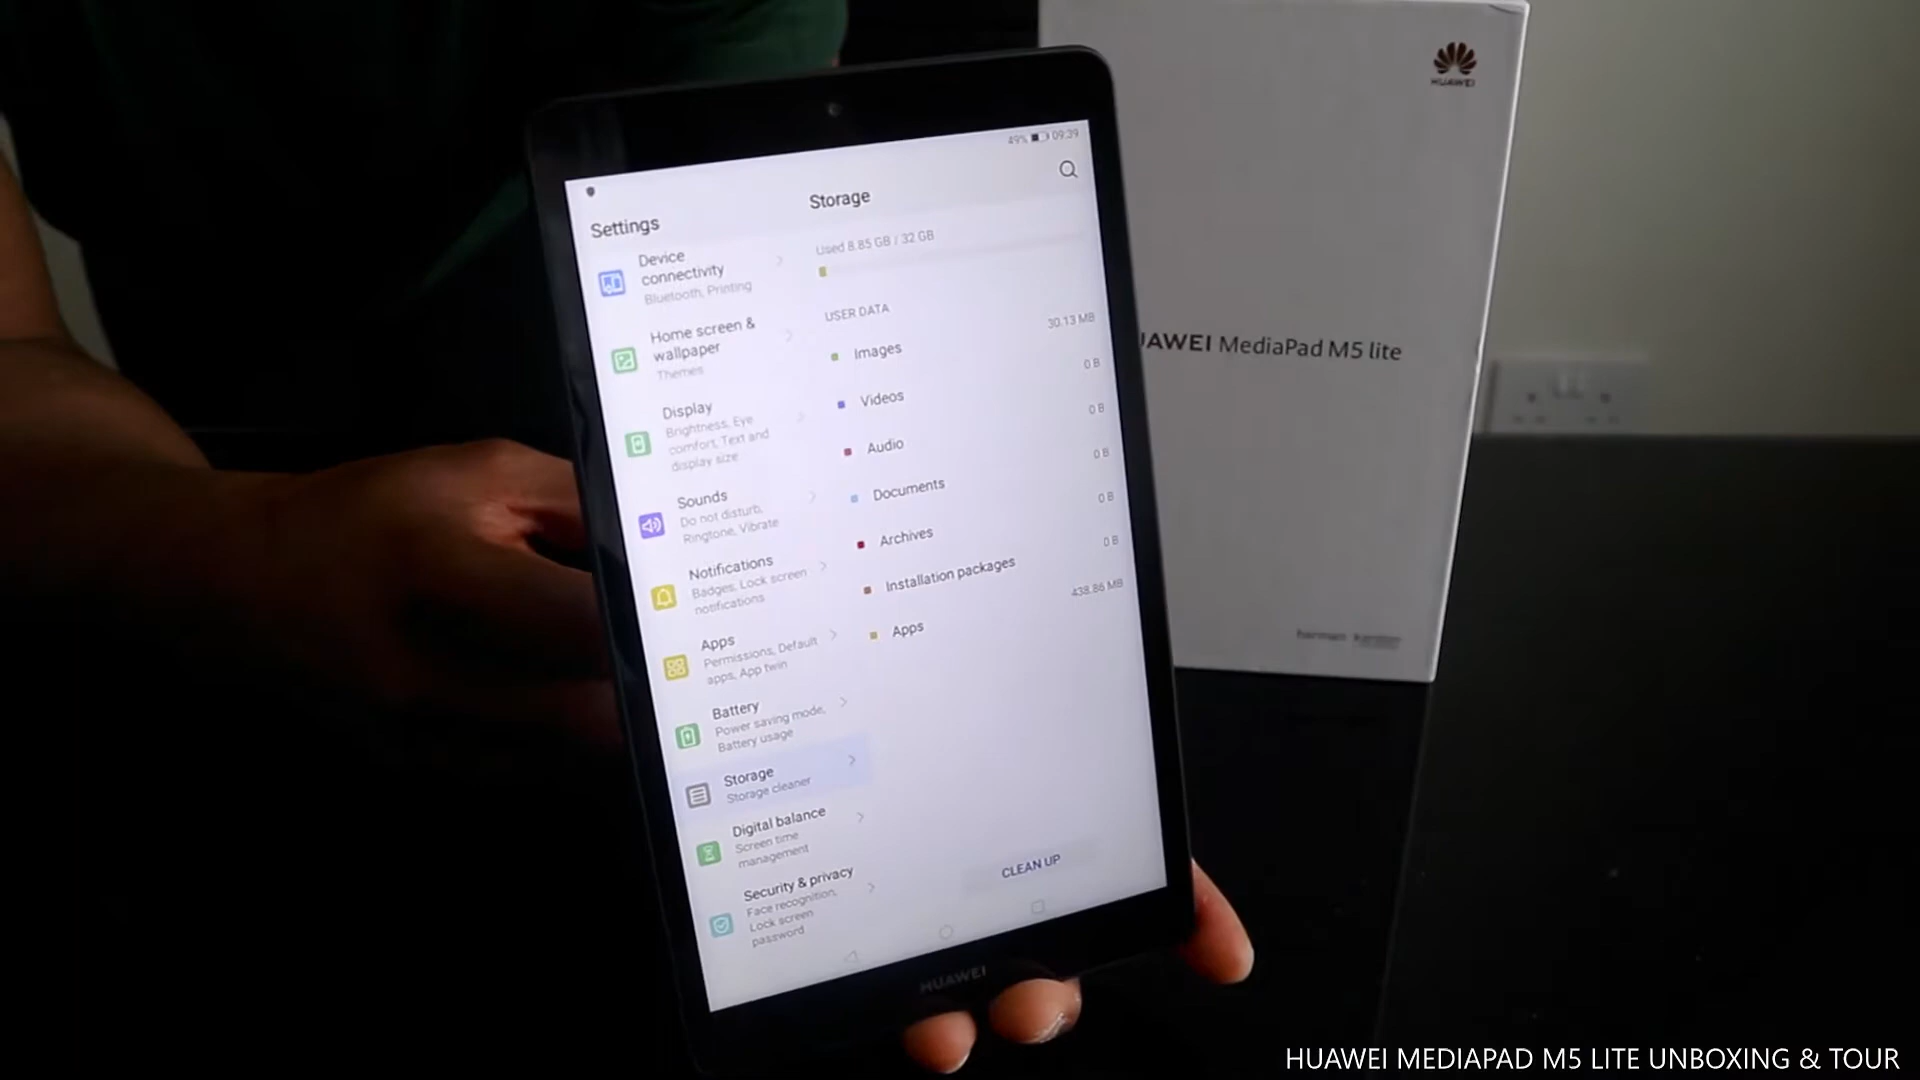 HUAWEI
49% 09:39
Settings
Storage
Device
connectivity
Bluetooth, Printing
Home screen &
wallpaper
Themes
Display
Brightness, Eye
comfort, Text and
display size
Sounds
Do not disturb,
Ringtone, Vibrate
Notifications
Badges, Lock screen
notifications
Apps
Permissions, Default
apps, App twin
Battery
Power saving mode,
Battery usage
Storage
Storage cleaner
Digital balance
Screen time
management
Security & privacy
Face recognition,
Lock screen
password
Used 8.85 GB / 32 GB
USER DATA
Images 30.13 MB
Videos 0 B
Audio 0 B
Documents 0 B
Archives 0 B
Installation packages 0 B
Apps 438.86 MB
CLEAN UP
HUAWEI
UAWEI MediaPad M5 lite
harman kardon
HUAWEI MEDIAPAD M5 LITE UNBOXING & TOUR